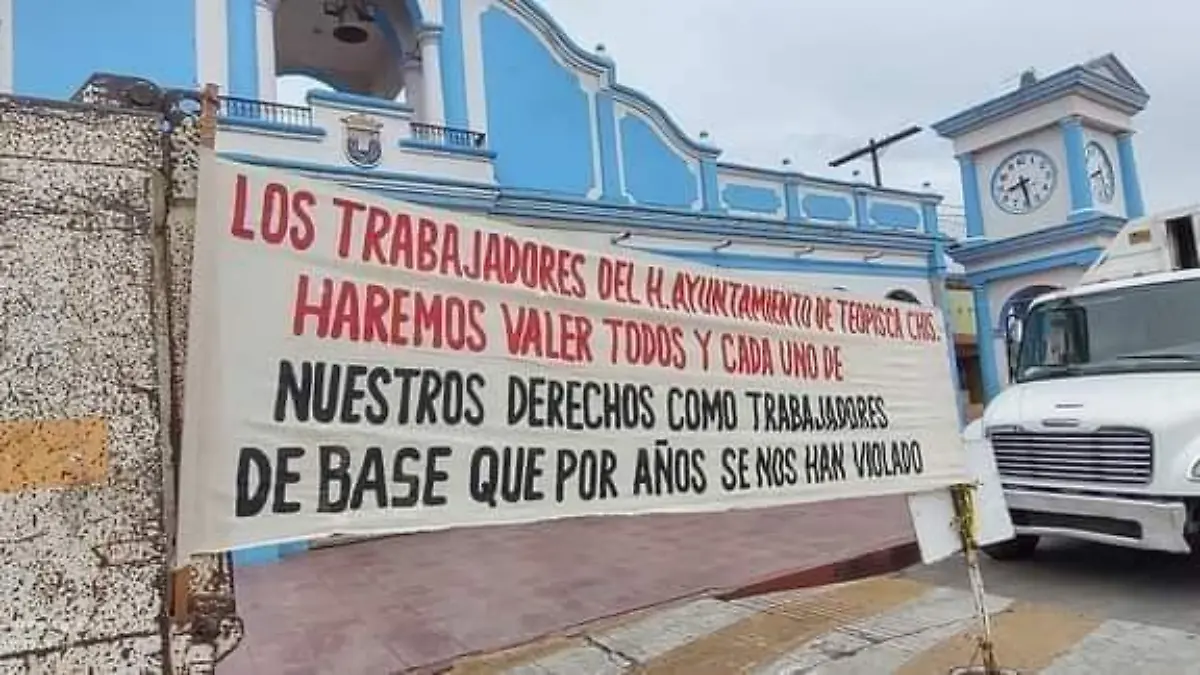 LOS TRABAJADORES DEL H. AYUNTAMIENTO DE TEOPISCA CHIS.
HAREMOS VALER TODOS Y CADA UNO DE
NUESTROS DERECHOS COMO TRABAJADORES
DE BASE QUE POR AÑOS SE NOS HAN VIOLADO